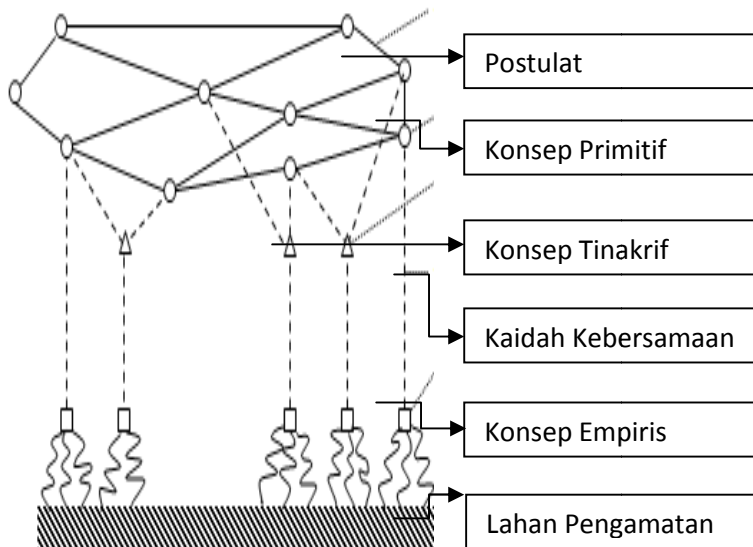 Postulat
Konsep Primitif
Konsep Tinakrif
Kaidah Kebersamaan
Konsep Empiris
Lahan Pengamatan